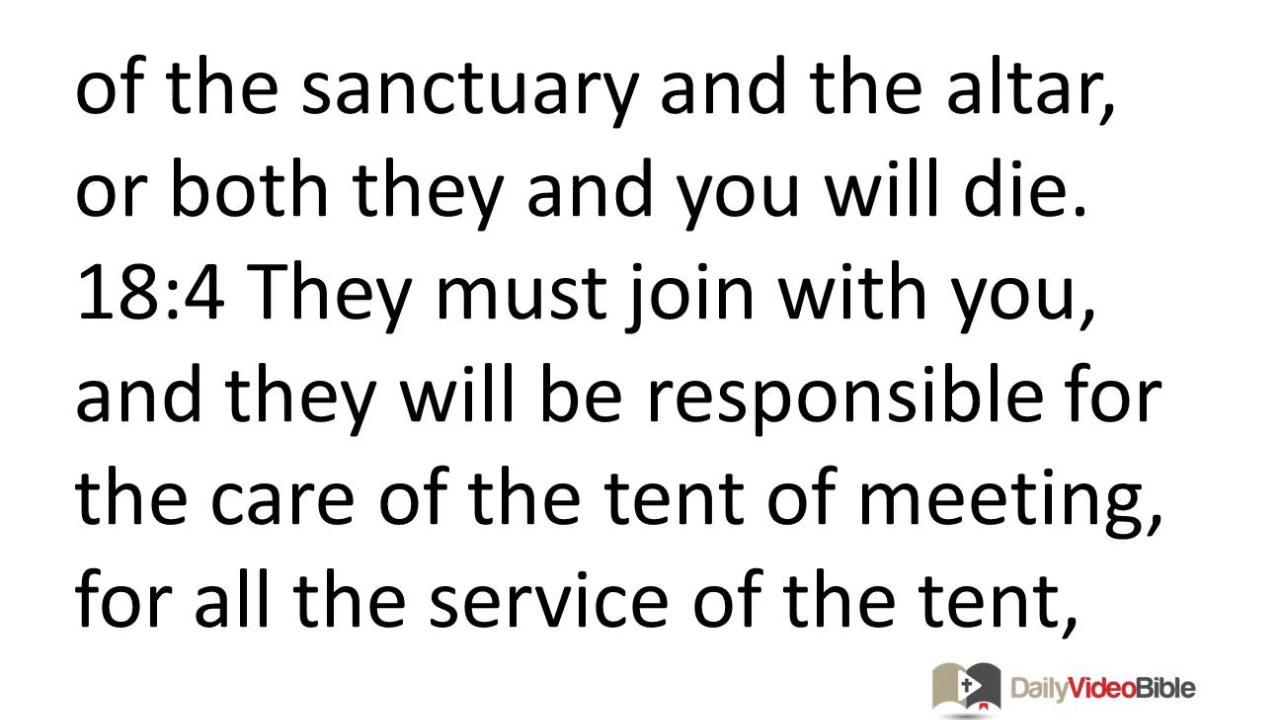 of the sanctuary and the altar,
or both they and you will die.
18:4 They must join with you,
and they will be responsible for
the care of the tent of meeting,
for all the service of the tent,
DailyVideoBible